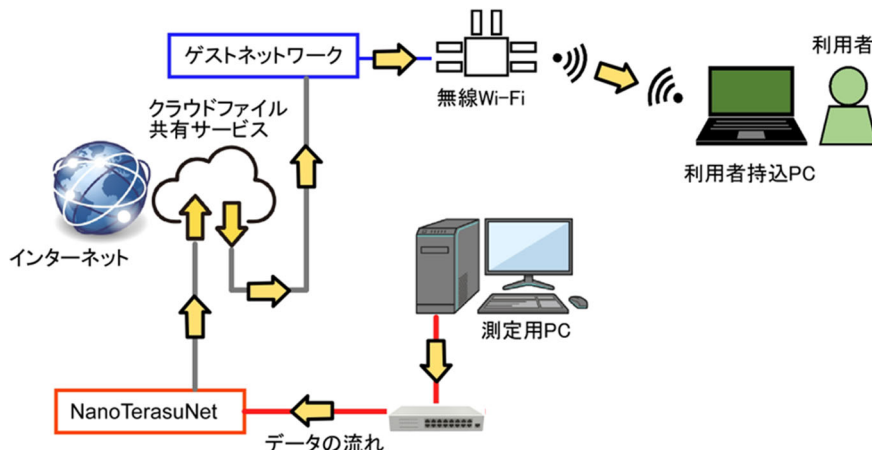 ゲストネットワーク
利用者
クラウドファイル
共有サービス
無線Wi-Fi
利用者持込PC
インターネット
測定用PC
NanoTerasuNet
データの流れ